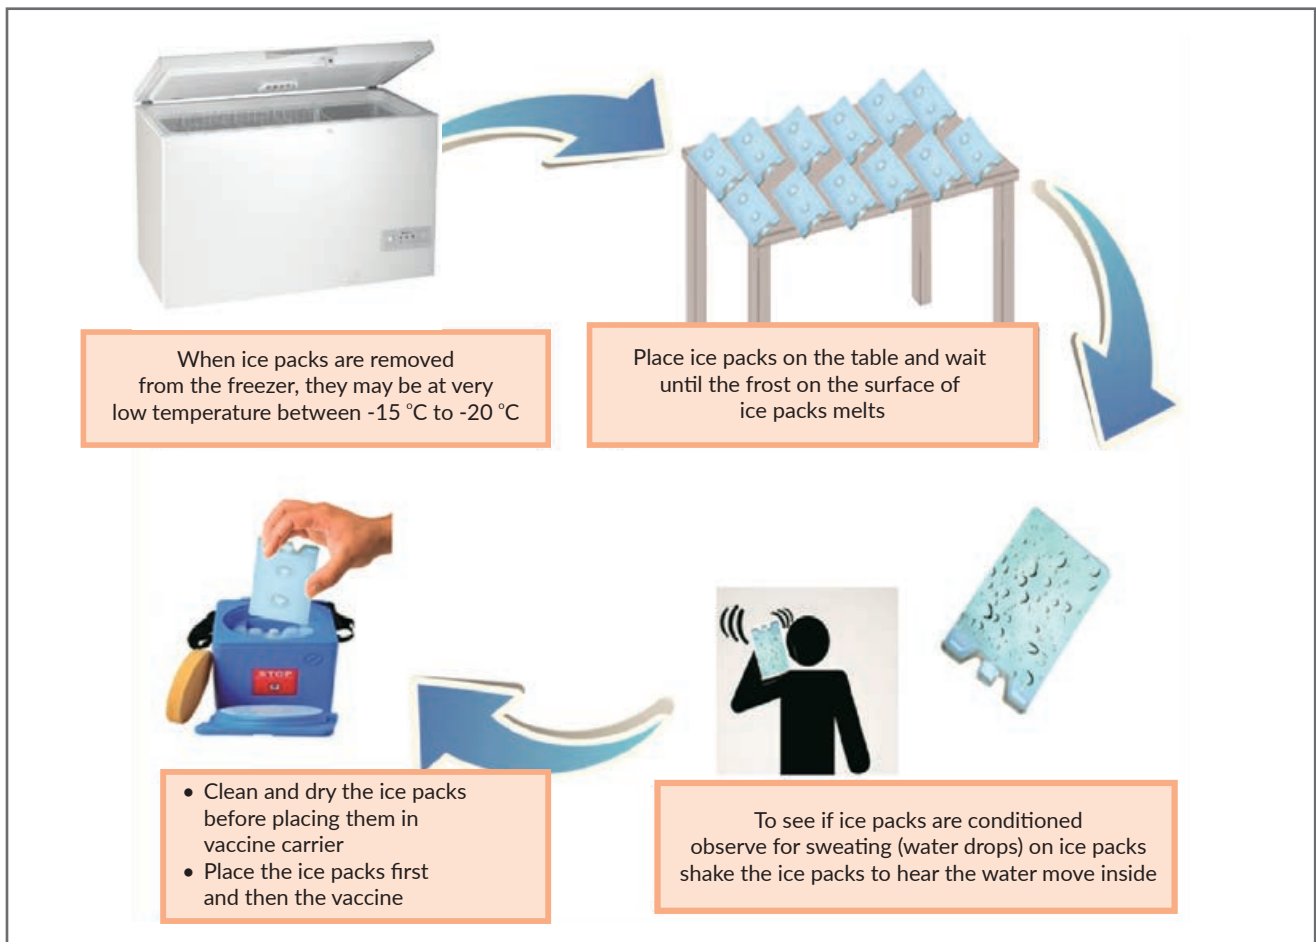 When ice packs are removed
from the freezer, they may be at very
low temperature between -15 °C to -20 °C
Place ice packs on the table and wait
until the frost on the surface of
ice packs melts
To see if ice packs are conditioned
observe for sweating (water drops) on ice packs
shake the ice packs to hear the water move inside
STOP
• Clean and dry the ice packs
before placing them in
vaccine carrier
• Place the ice packs first
and then the vaccine